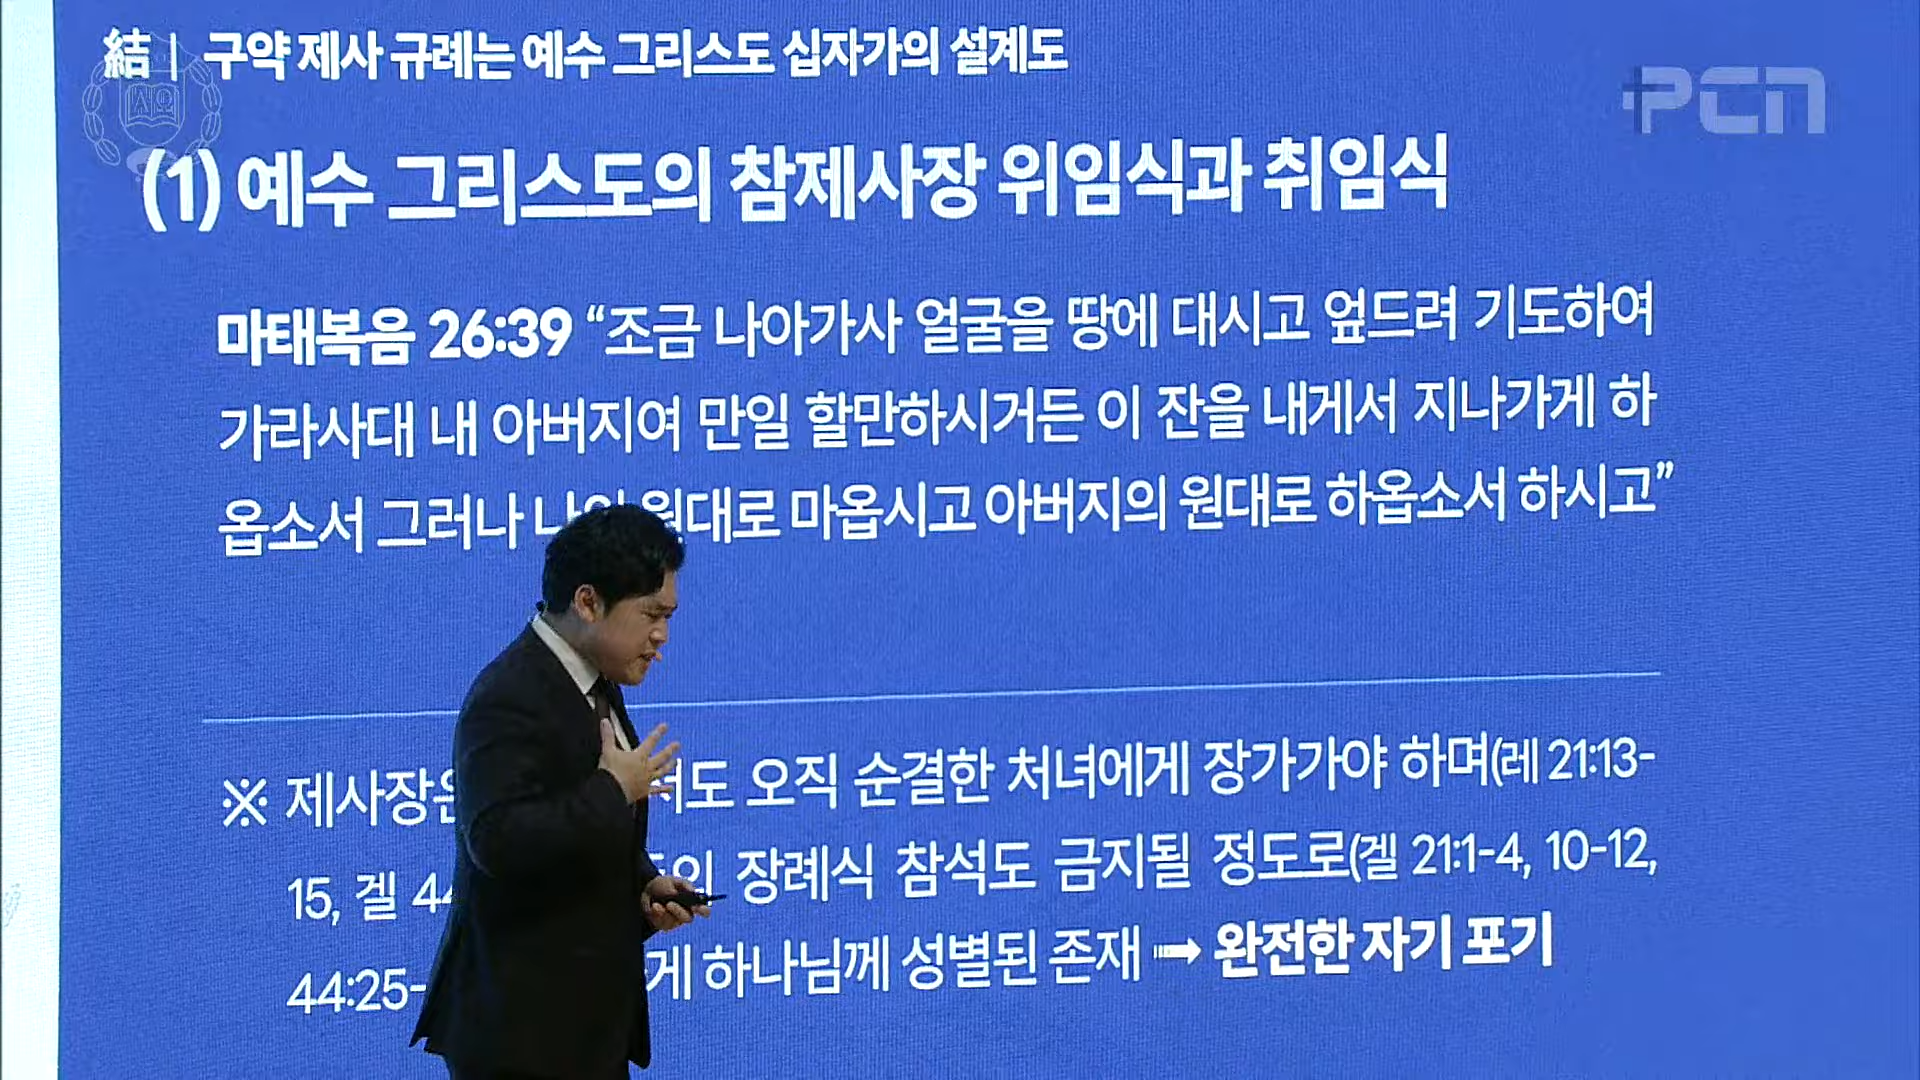 結 | 구약 제사 규례는 예수 그리스도 십자가의 설계도
PCN
(1) 예수 그리스도의 참제사장 위임식과 취임식
마태복음 26:39 “조금 나아가사 얼굴을 땅에 대시고 엎드려 기도하여
가라사대 내 아버지여 만일 할만하시거든 이 잔을 내게서 지나가게 하
옵소서 그러나 나의 원대로 마옵시고 아버지의 원대로 하옵소서 하시고”
※ 제사장은 오직 순결한 처녀에게 장가가야 하며(레 21:13-
15, 겔 장례식 참석도 금지될 정도로(겔 21:1-4, 10-12,
44:25- 하나님께 성별된 존재 ➡ 완전한 자기 포기